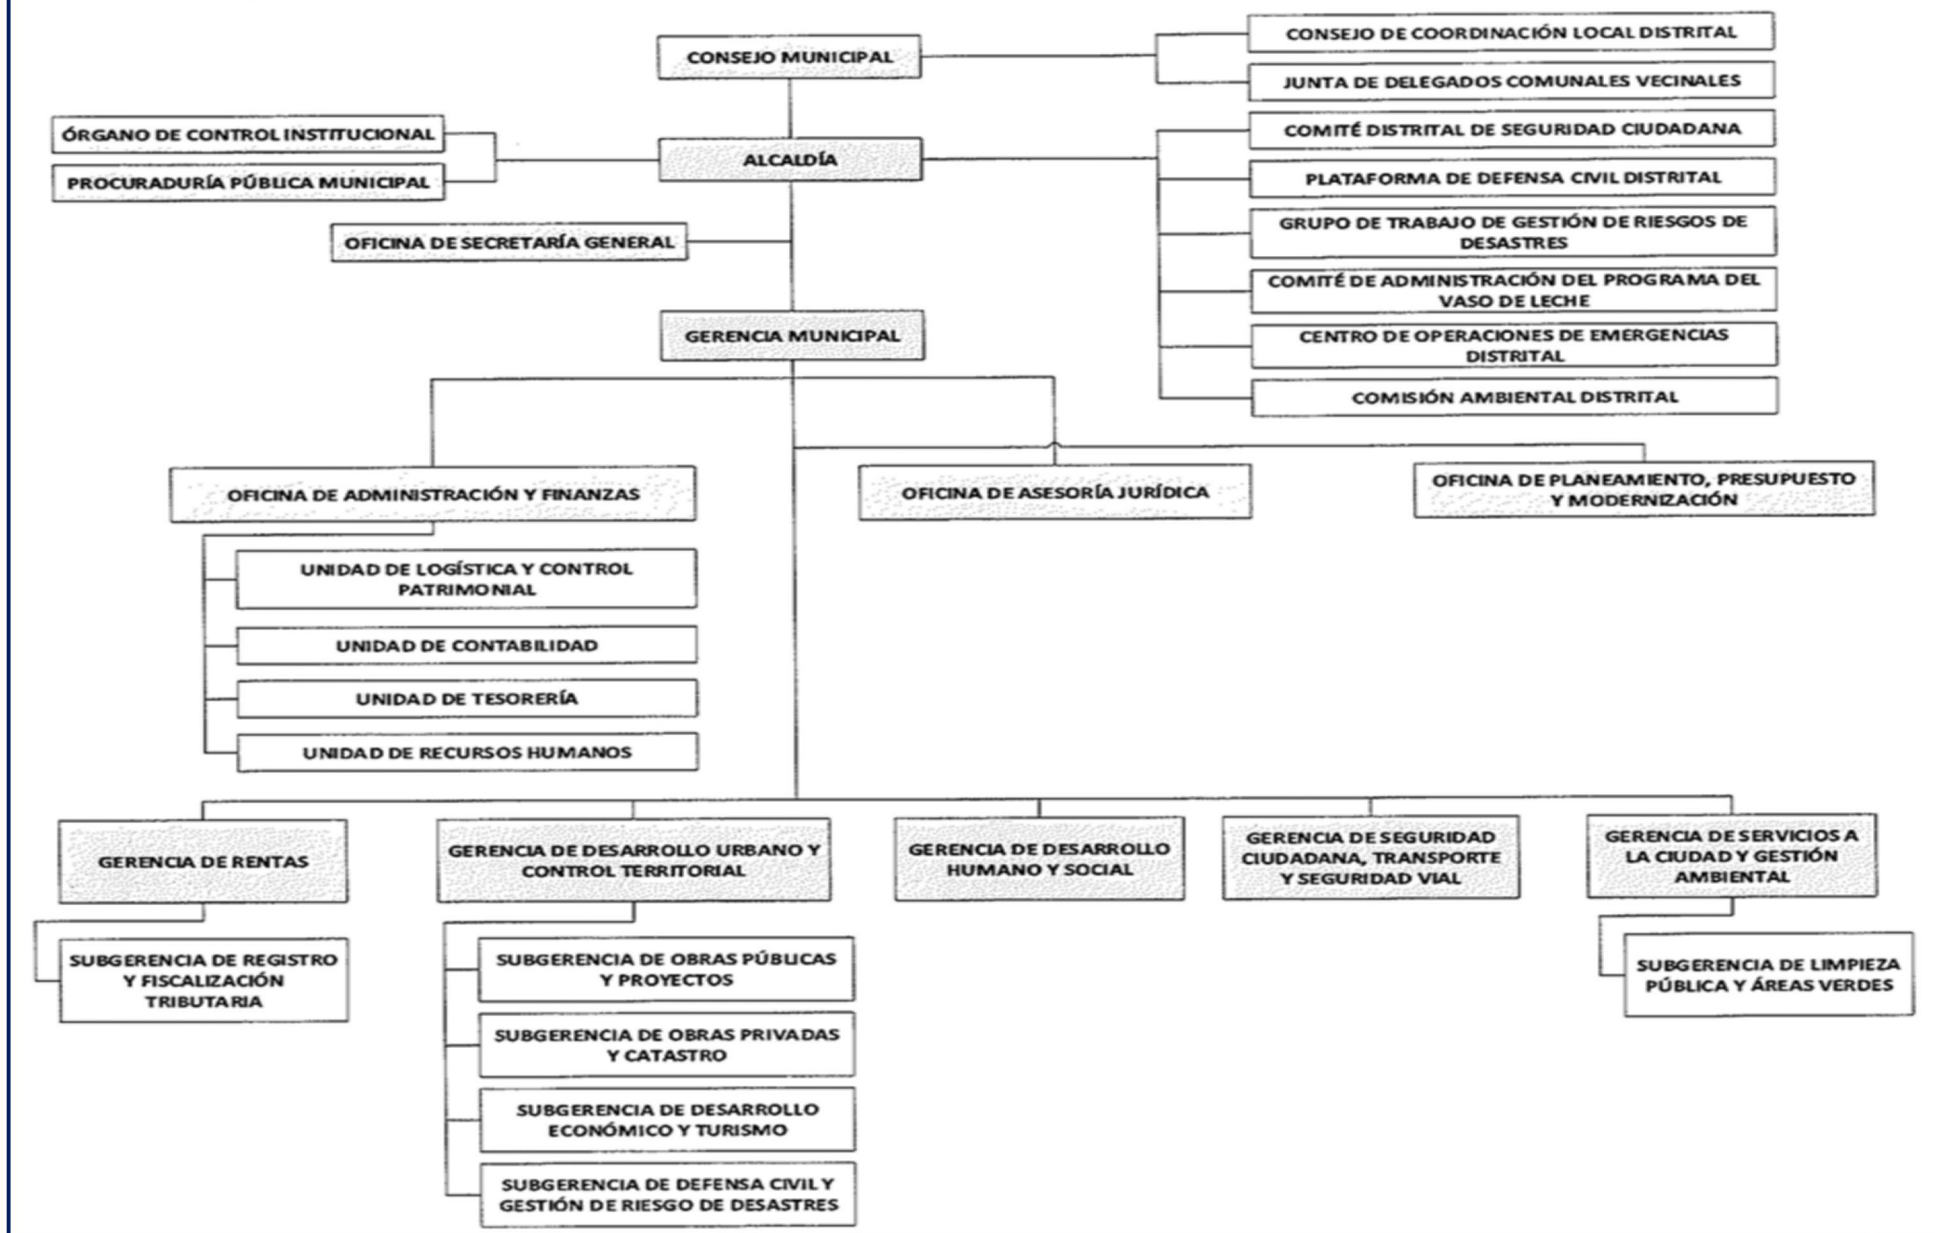 CONSEJO MUNICIPAL
CONSEJO DE COORDINACIÓN LOCAL DISTRITAL
JUNTA DE DELEGADOS COMUNALES VECINALES
ÓRGANO DE CONTROL INSTITUCIONAL
PROCURADURÍA PÚBLICA MUNICIPAL
ALCALDÍA
COMITÉ DISTRITAL DE SEGURIDAD CIUDADANA
PLATAFORMA DE DEFENSA CIVIL DISTRITAL
GRUPO DE TRABAJO DE GESTIÓN DE RIESGOS DE
DESASTRES
COMITÉ DE ADMINISTRACIÓN DEL PROGRAMA DEL
VASO DE LECHE
CENTRO DE OPERACIONES DE EMERGENCIAS
DISTRITAL
COMISIÓN AMBIENTAL DISTRITAL
OFICINA DE SECRETARÍA GENERAL
GERENCIA MUNICIPAL
OFICINA DE ADMINISTRACIÓN Y FINANZAS
OFICINA DE ASESORÍA JURÍDICA
OFICINA DE PLANEAMIENTO, PRESUPUESTO
Y MODERNIZACIÓN
UNIDAD DE LOGÍSTICA Y CONTROL
PATRIMONIAL
UNIDAD DE CONTABILIDAD
UNIDAD DE TESORERÍA
UNIDAD DE RECURSOS HUMANOS
GERENCIA DE RENTAS
SUBGERENCIA DE REGISTRO
Y FISCALIZACIÓN
TRIBUTARIA
GERENCIA DE DESARROLLO URBANO Y
CONTROL TERRITORIAL
SUBGERENCIA DE OBRAS PÚBLICAS
Y PROYECTOS
SUBGERENCIA DE OBRAS PRIVADAS
Y CATASTRO
SUBGERENCIA DE DESARROLLO
ECONÓMICO Y TURISMO
SUBGERENCIA DE DEFENSA CIVIL Y
GESTIÓN DE RIESGO DE DESASTRES
GERENCIA DE DESARROLLO
HUMANO Y SOCIAL
GERENCIA DE SEGURIDAD
CIUDADANA, TRANSPORTE
Y SEGURIDAD VIAL
GERENCIA DE SERVICIOS A
LA CIUDAD Y GESTIÓN
AMBIENTAL
SUBGERENCIA DE LIMPIEZA
PÚBLICA Y ÁREAS VERDES